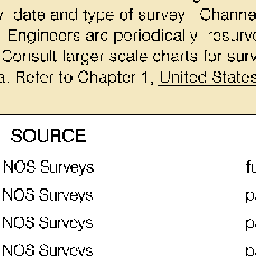 date and type of survey Channe
Engineers are periodically resurve
Consult larger scale charts for surv
a. Refer to Chapter 1, United States
SOURCE
NOS Surveys fu
NOS Surveys pa
NOS Surveys pa
NOS Surveys pa